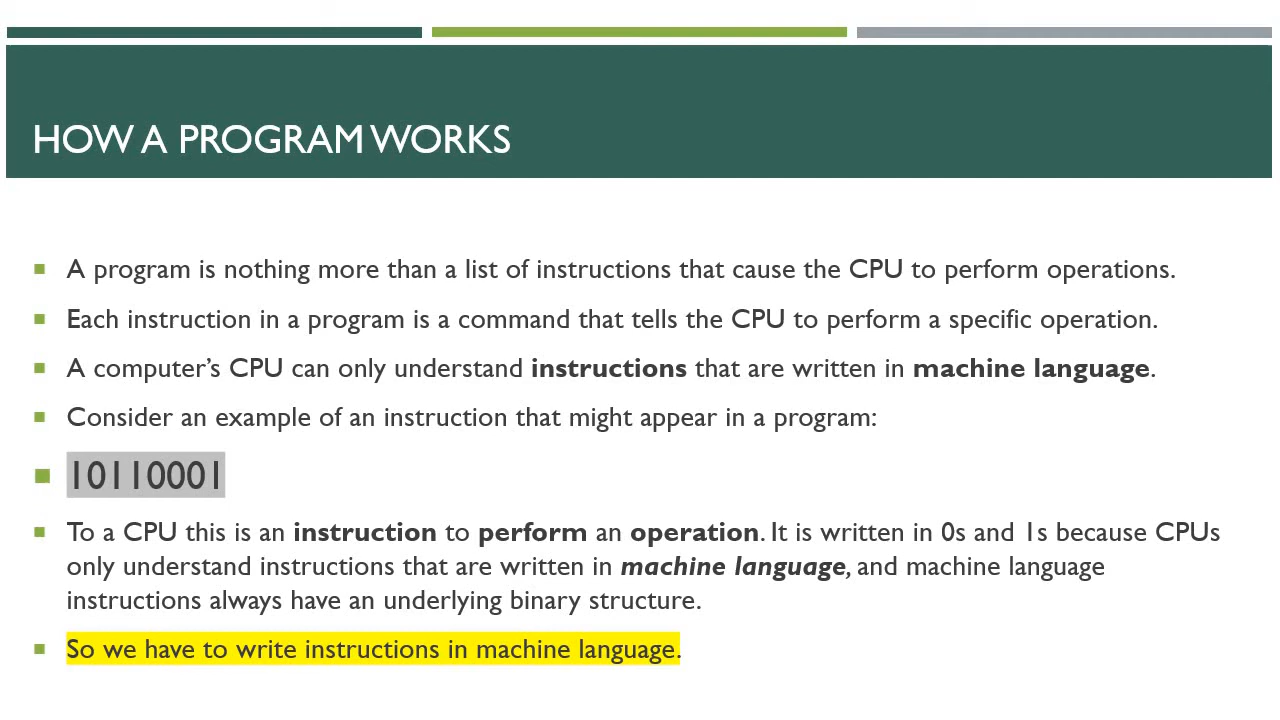 HOW A PROGRAM WORKS
A program is nothing more than a list of instructions that cause the CPU to perform operations.
Each instruction in a program is a command that tells the CPU to perform a specific operation.
A computer’s CPU can only understand instructions that are written in machine language.
Consider an example of an instruction that might appear in a program:
10110001
To a CPU this is an instruction to perform an operation. It is written in 0s and 1s because CPUs
only understand instructions that are written in machine language, and machine language
instructions always have an underlying binary structure.
So we have to write instructions in machine language.